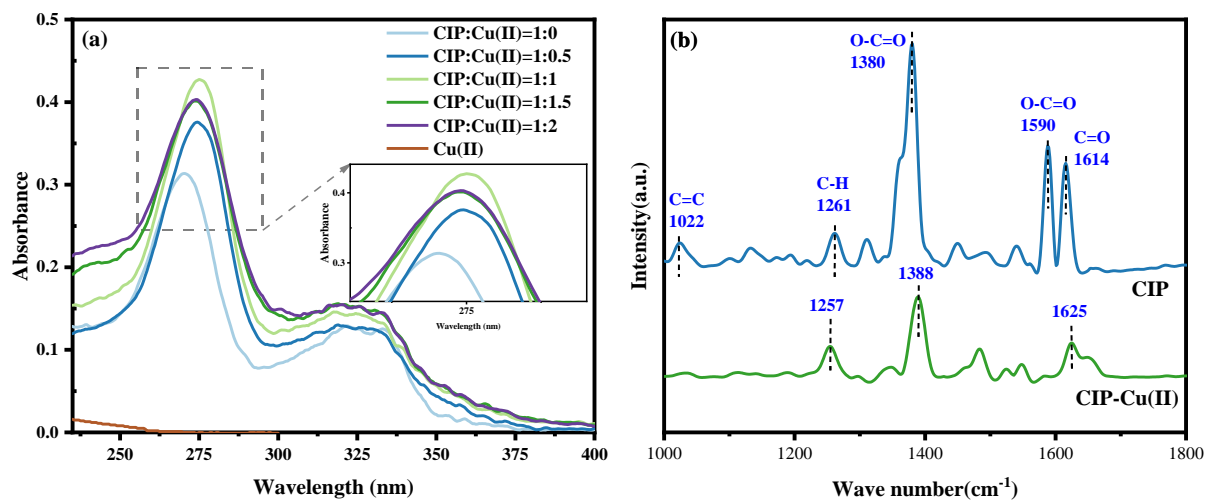 (a)
CIP:Cu(II)=1:0
CIP:Cu(II)=1:0.5
CIP:Cu(II)=1:1
CIP:Cu(II)=1:1.5
CIP:Cu(II)=1:2
Cu(II)
0.5
0.4
0.3
0.2
0.1
0.0
Absorbance
250
275
300
325
350
375
400
Wavelength (nm)
0.4
0.3
Absorbance
275
Wavelength (nm)
(b)
O-C=O
1380
O-C=O
1590
C=O
1614
C-H
1261
C=C
1022
CIP
1388
1257
1625
CIP-Cu(II)
Intensity(a.u.)
1000
1200
1400
1600
1800
Wave number(cm⁻¹)